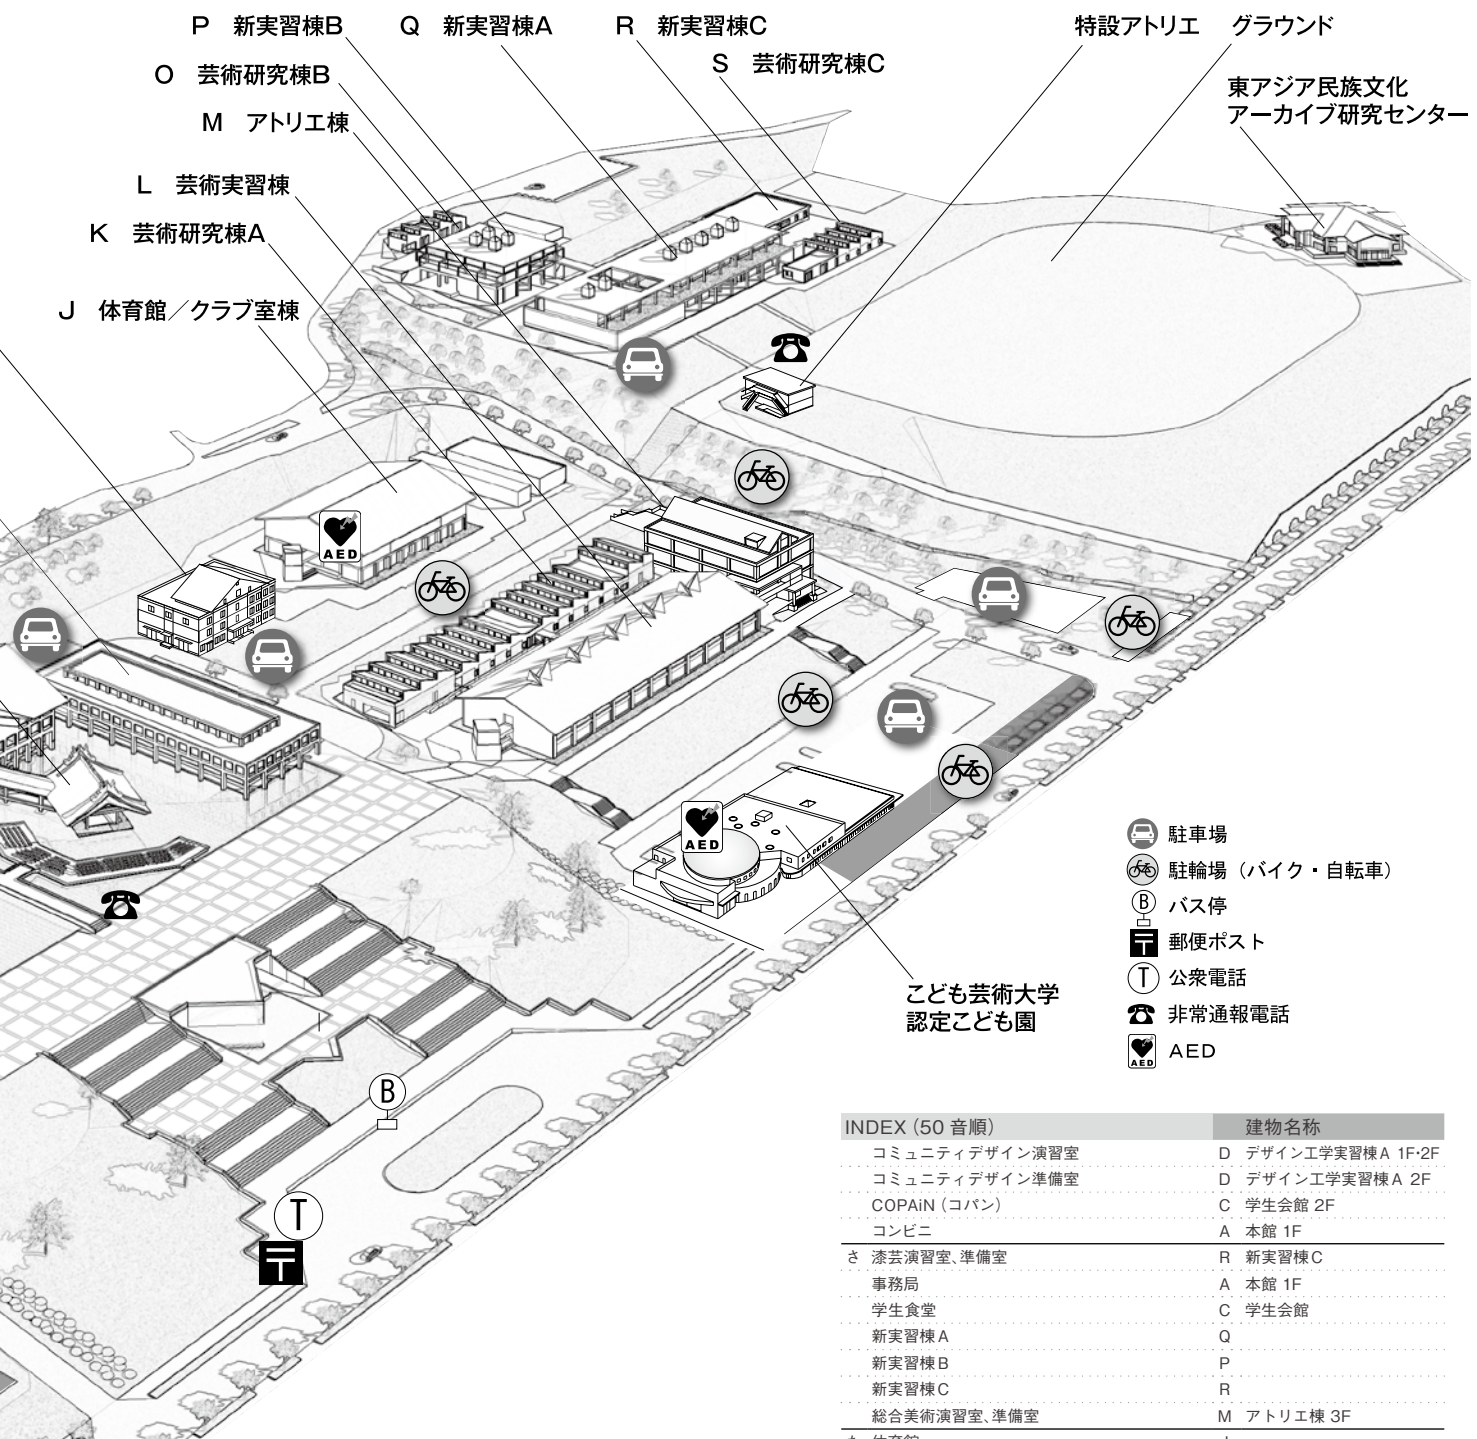 P 新実習棟B
Q 新実習棟A
R 新実習棟C
特設アトリエ
グラウンド
O 芸術研究棟B
S 芸術研究棟C
東アジア民族文化
アーカイブ研究センター
M アトリエ棟
L 芸術実習棟
K 芸術研究棟A
J 体育館／クラブ室棟
AED
AED
こども芸術大学
認定こども園
B
T
〒
駐車場
駐輪場（バイク・自転車）
B バス停
〒 郵便ポスト
T 公衆電話
非常通報電話
AED AED
INDEX（50 音順） 建物名称
コミュニティデザイン演習室 D デザイン工学実習棟A 1F・2F
コミュニティデザイン準備室 D デザイン工学実習棟A 2F
COPAiN（コパン） C 学生会館 2F
コンビニ A 本館 1F
さ 漆芸演習室、準備室 R 新実習棟C
事務局 A 本館 1F
学生食堂 C 学生会館
新実習棟A Q
新実習棟B P
新実習棟C R
総合美術演習室、準備室 M アトリエ棟 3F